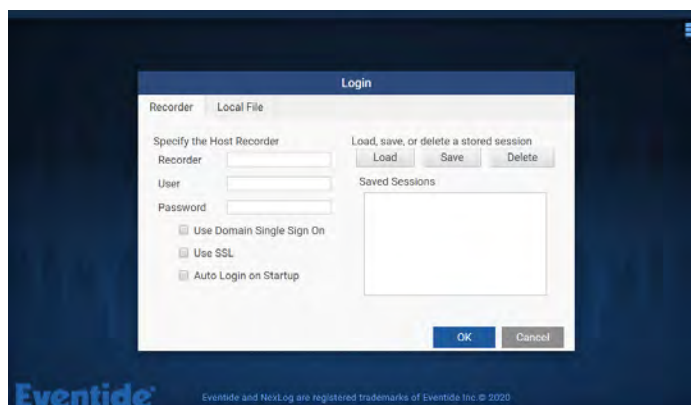 Login
Recorder Local File
Specify the Host Recorder
Recorder
User
Password
Use Domain Single Sign On
Use SSL
Auto Login on Startup
Load, save, or delete a stored session
Load Save Delete
Saved Sessions
OK Cancel
Eventide®
Eventide and NexLog are registered trademarks of Eventide Inc.© 2020